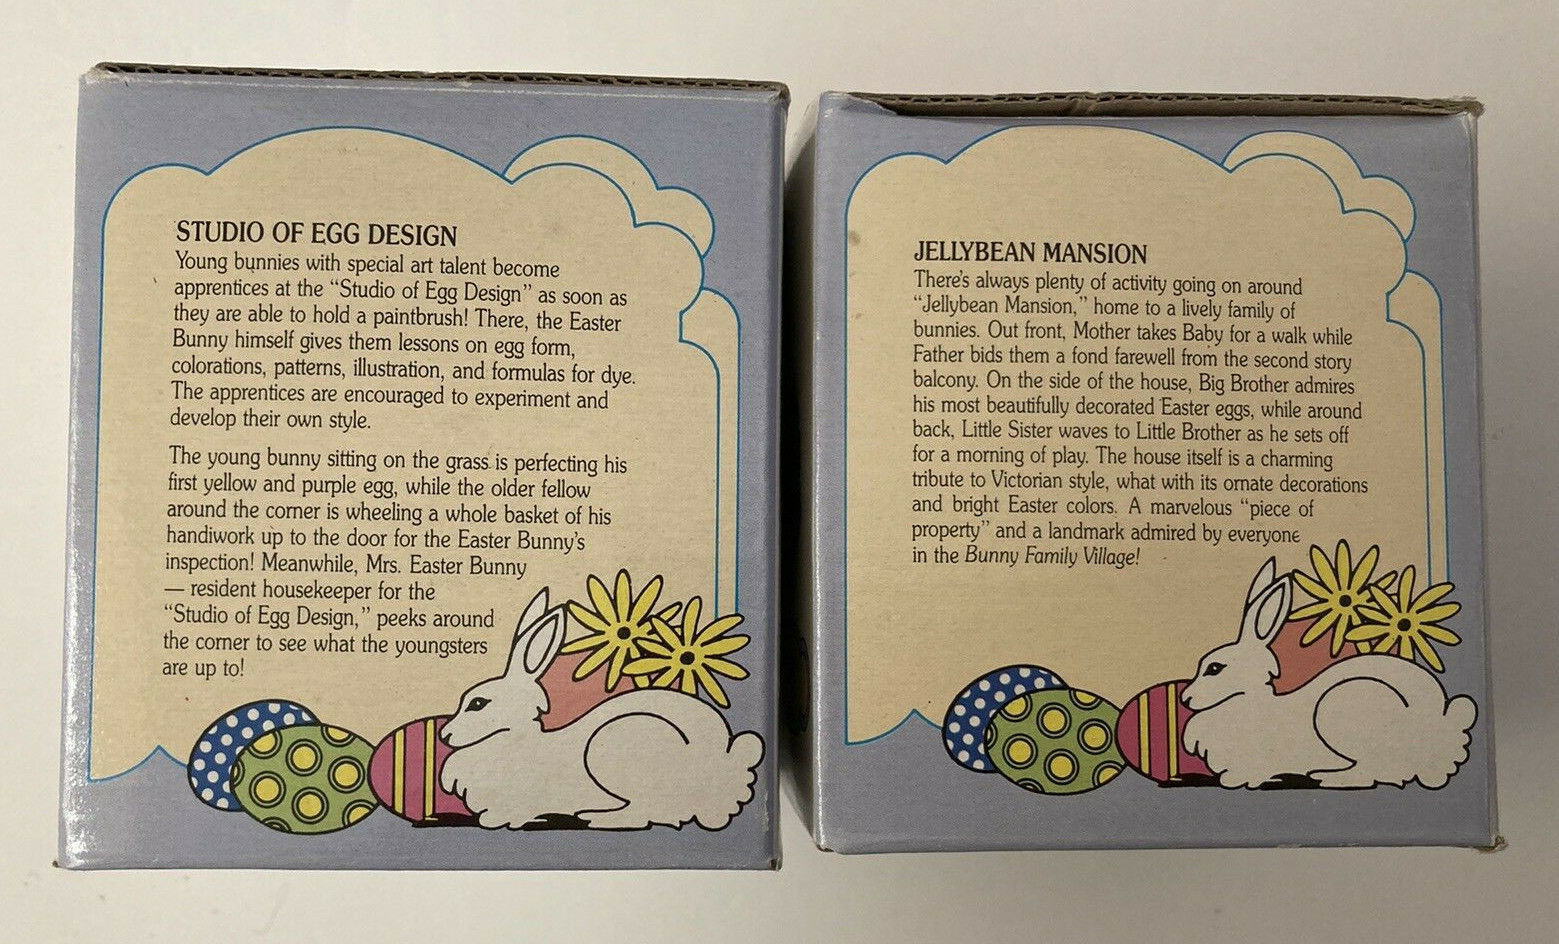 STUDIO OF EGG DESIGN
Young bunnies with special art talent become
apprentices at the "Studio of Egg Design" as soon as
they are able to hold a paintbrush! There, the Easter
Bunny himself gives them lessons on egg form,
colorations, patterns, illustration, and formulas for dye.
The apprentices are encouraged to experiment and
develop their own style.
The young bunny sitting on the grass is perfecting his
first yellow and purple egg, while the older fellow
around the corner is wheeling a whole basket of his
handiwork up to the door for the Easter Bunny's
inspection! Meanwhile, Mrs. Easter Bunny
— resident housekeeper for the
"Studio of Egg Design," peeks around
the corner to see what the youngsters
are up to!
JELLYBEAN MANSION
There's always plenty of activity going on around
"Jellybean Mansion," home to a lively family of
bunnies. Out front, Mother takes Baby for a walk while
Father bids them a fond farewell from the second story
balcony. On the side of the house, Big Brother admires
his most beautifully decorated Easter eggs, while around
back, Little Sister waves to Little Brother as he sets off
for a morning of play. The house itself is a charming
tribute to Victorian style, what with its ornate decorations
and bright Easter colors. A marvelous "piece of
property" and a landmark admired by everyone
in the Bunny Family Village!